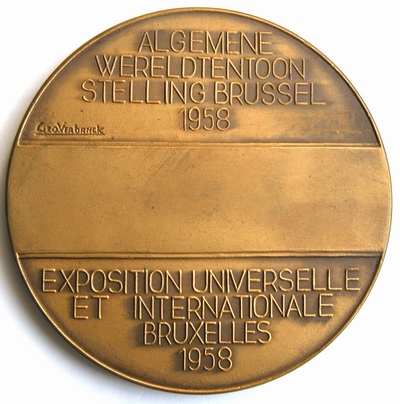 ALGEMENE
WERELDTENTOON
STELLING BRUSSEL
1958
GEO VERBANCK
EXPOSITION UNIVERSELLE
ET INTERNATIONALE
BRUXELLES
1958